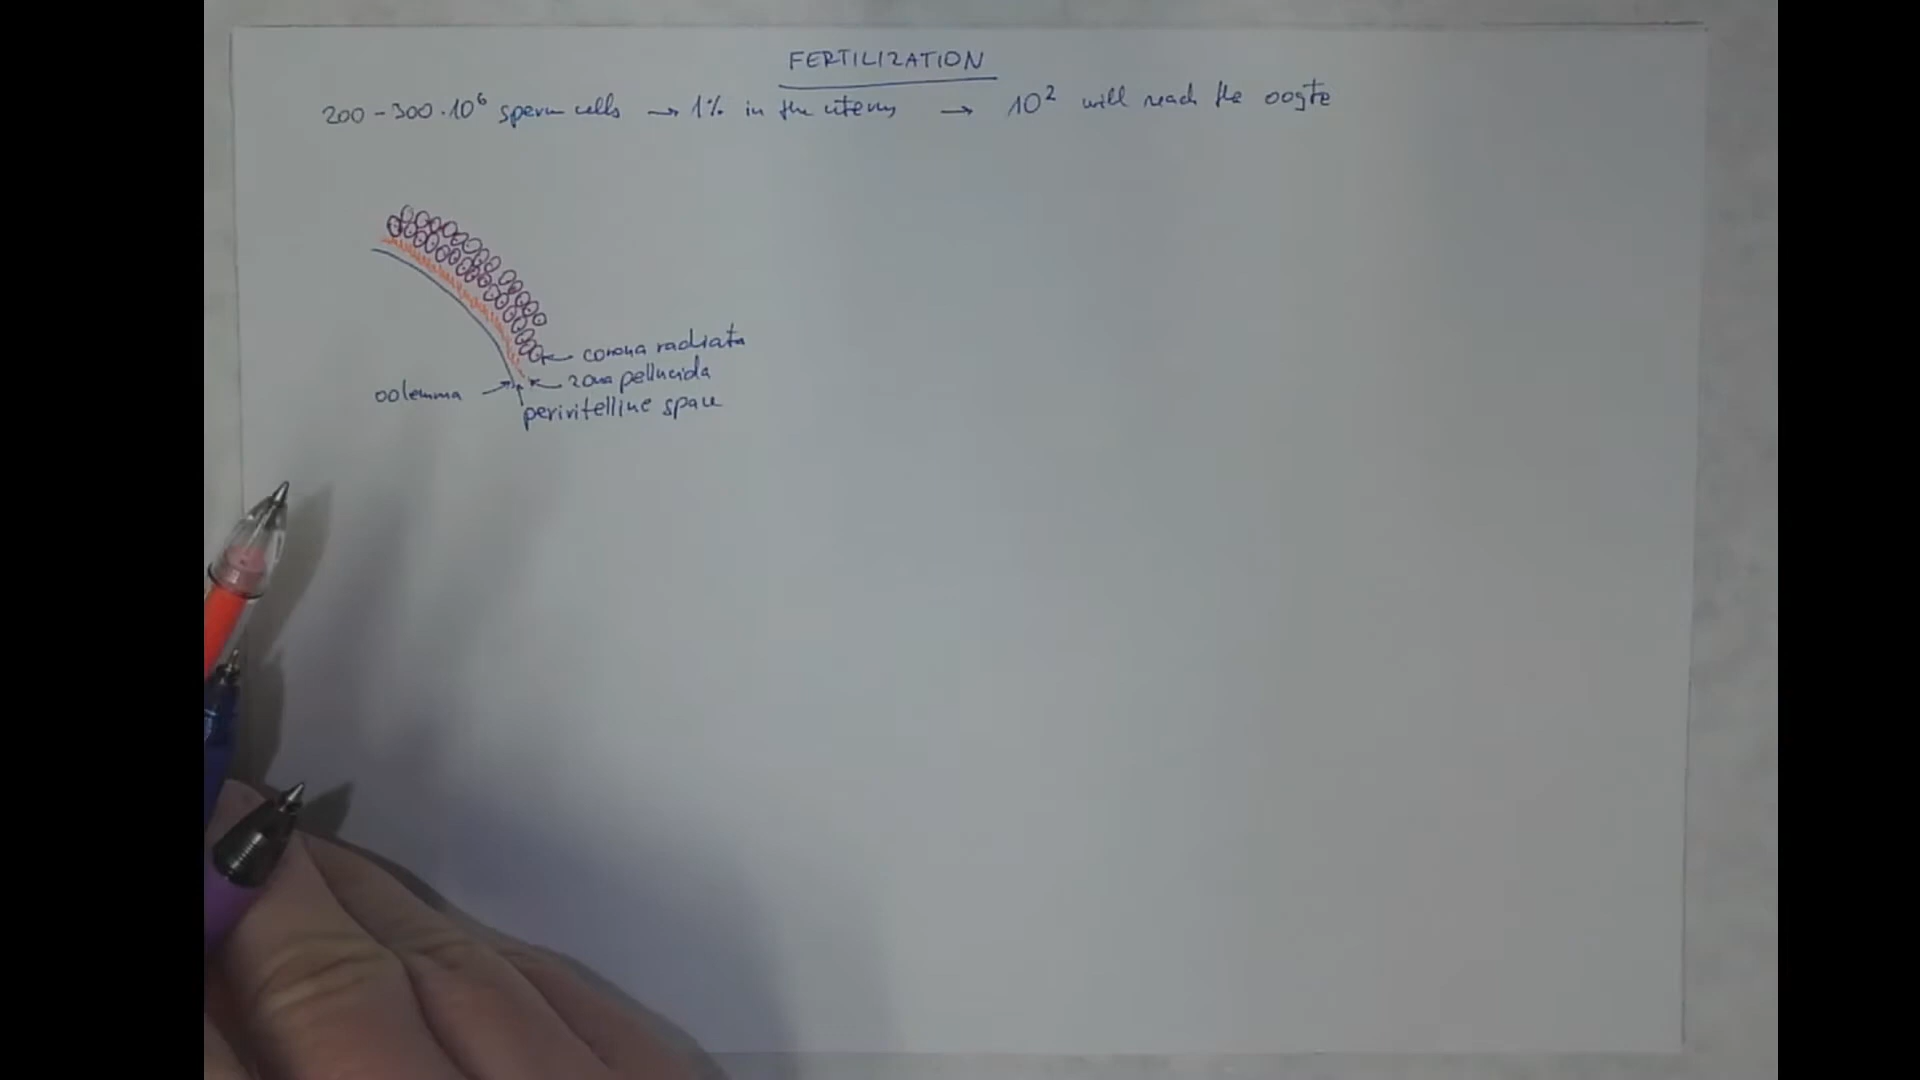 FERTILIZATION
200-300·10⁶ sperm cells → 1% in the uterus → 10² will reach the oogte
corona radiata
zona pellucida
oolemma
perivitelline space